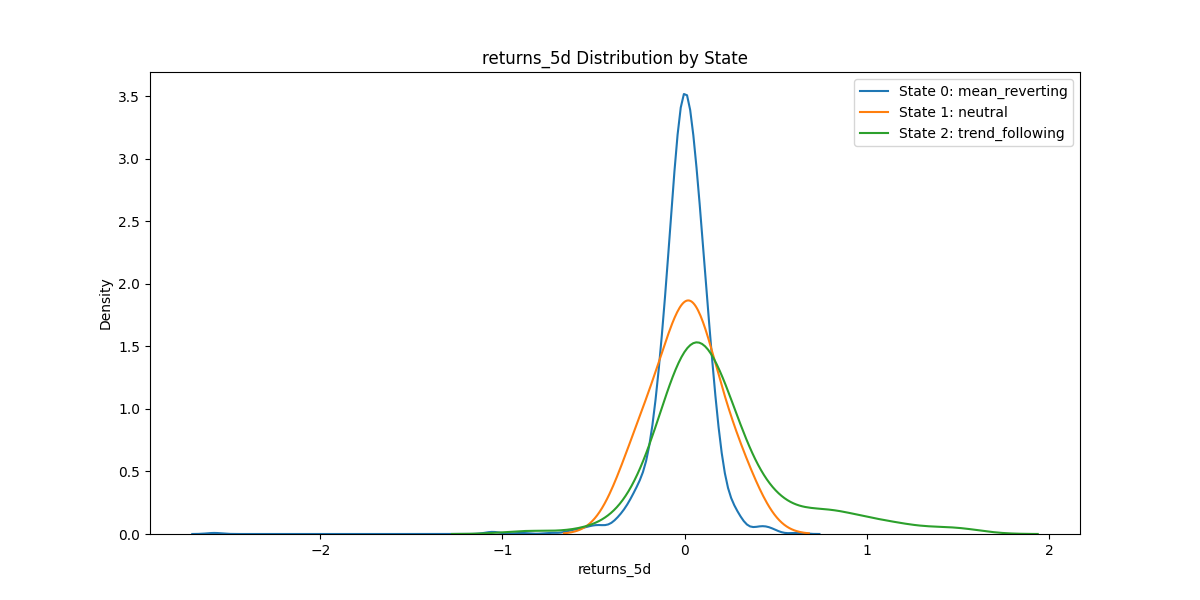 returns_5d Distribution by State
State 0: mean_reverting
State 1: neutral
State 2: trend_following
Density
3.5
3.0
2.5
2.0
1.5
1.0
0.5
0.0
−2
−1
0
1
2
returns_5d